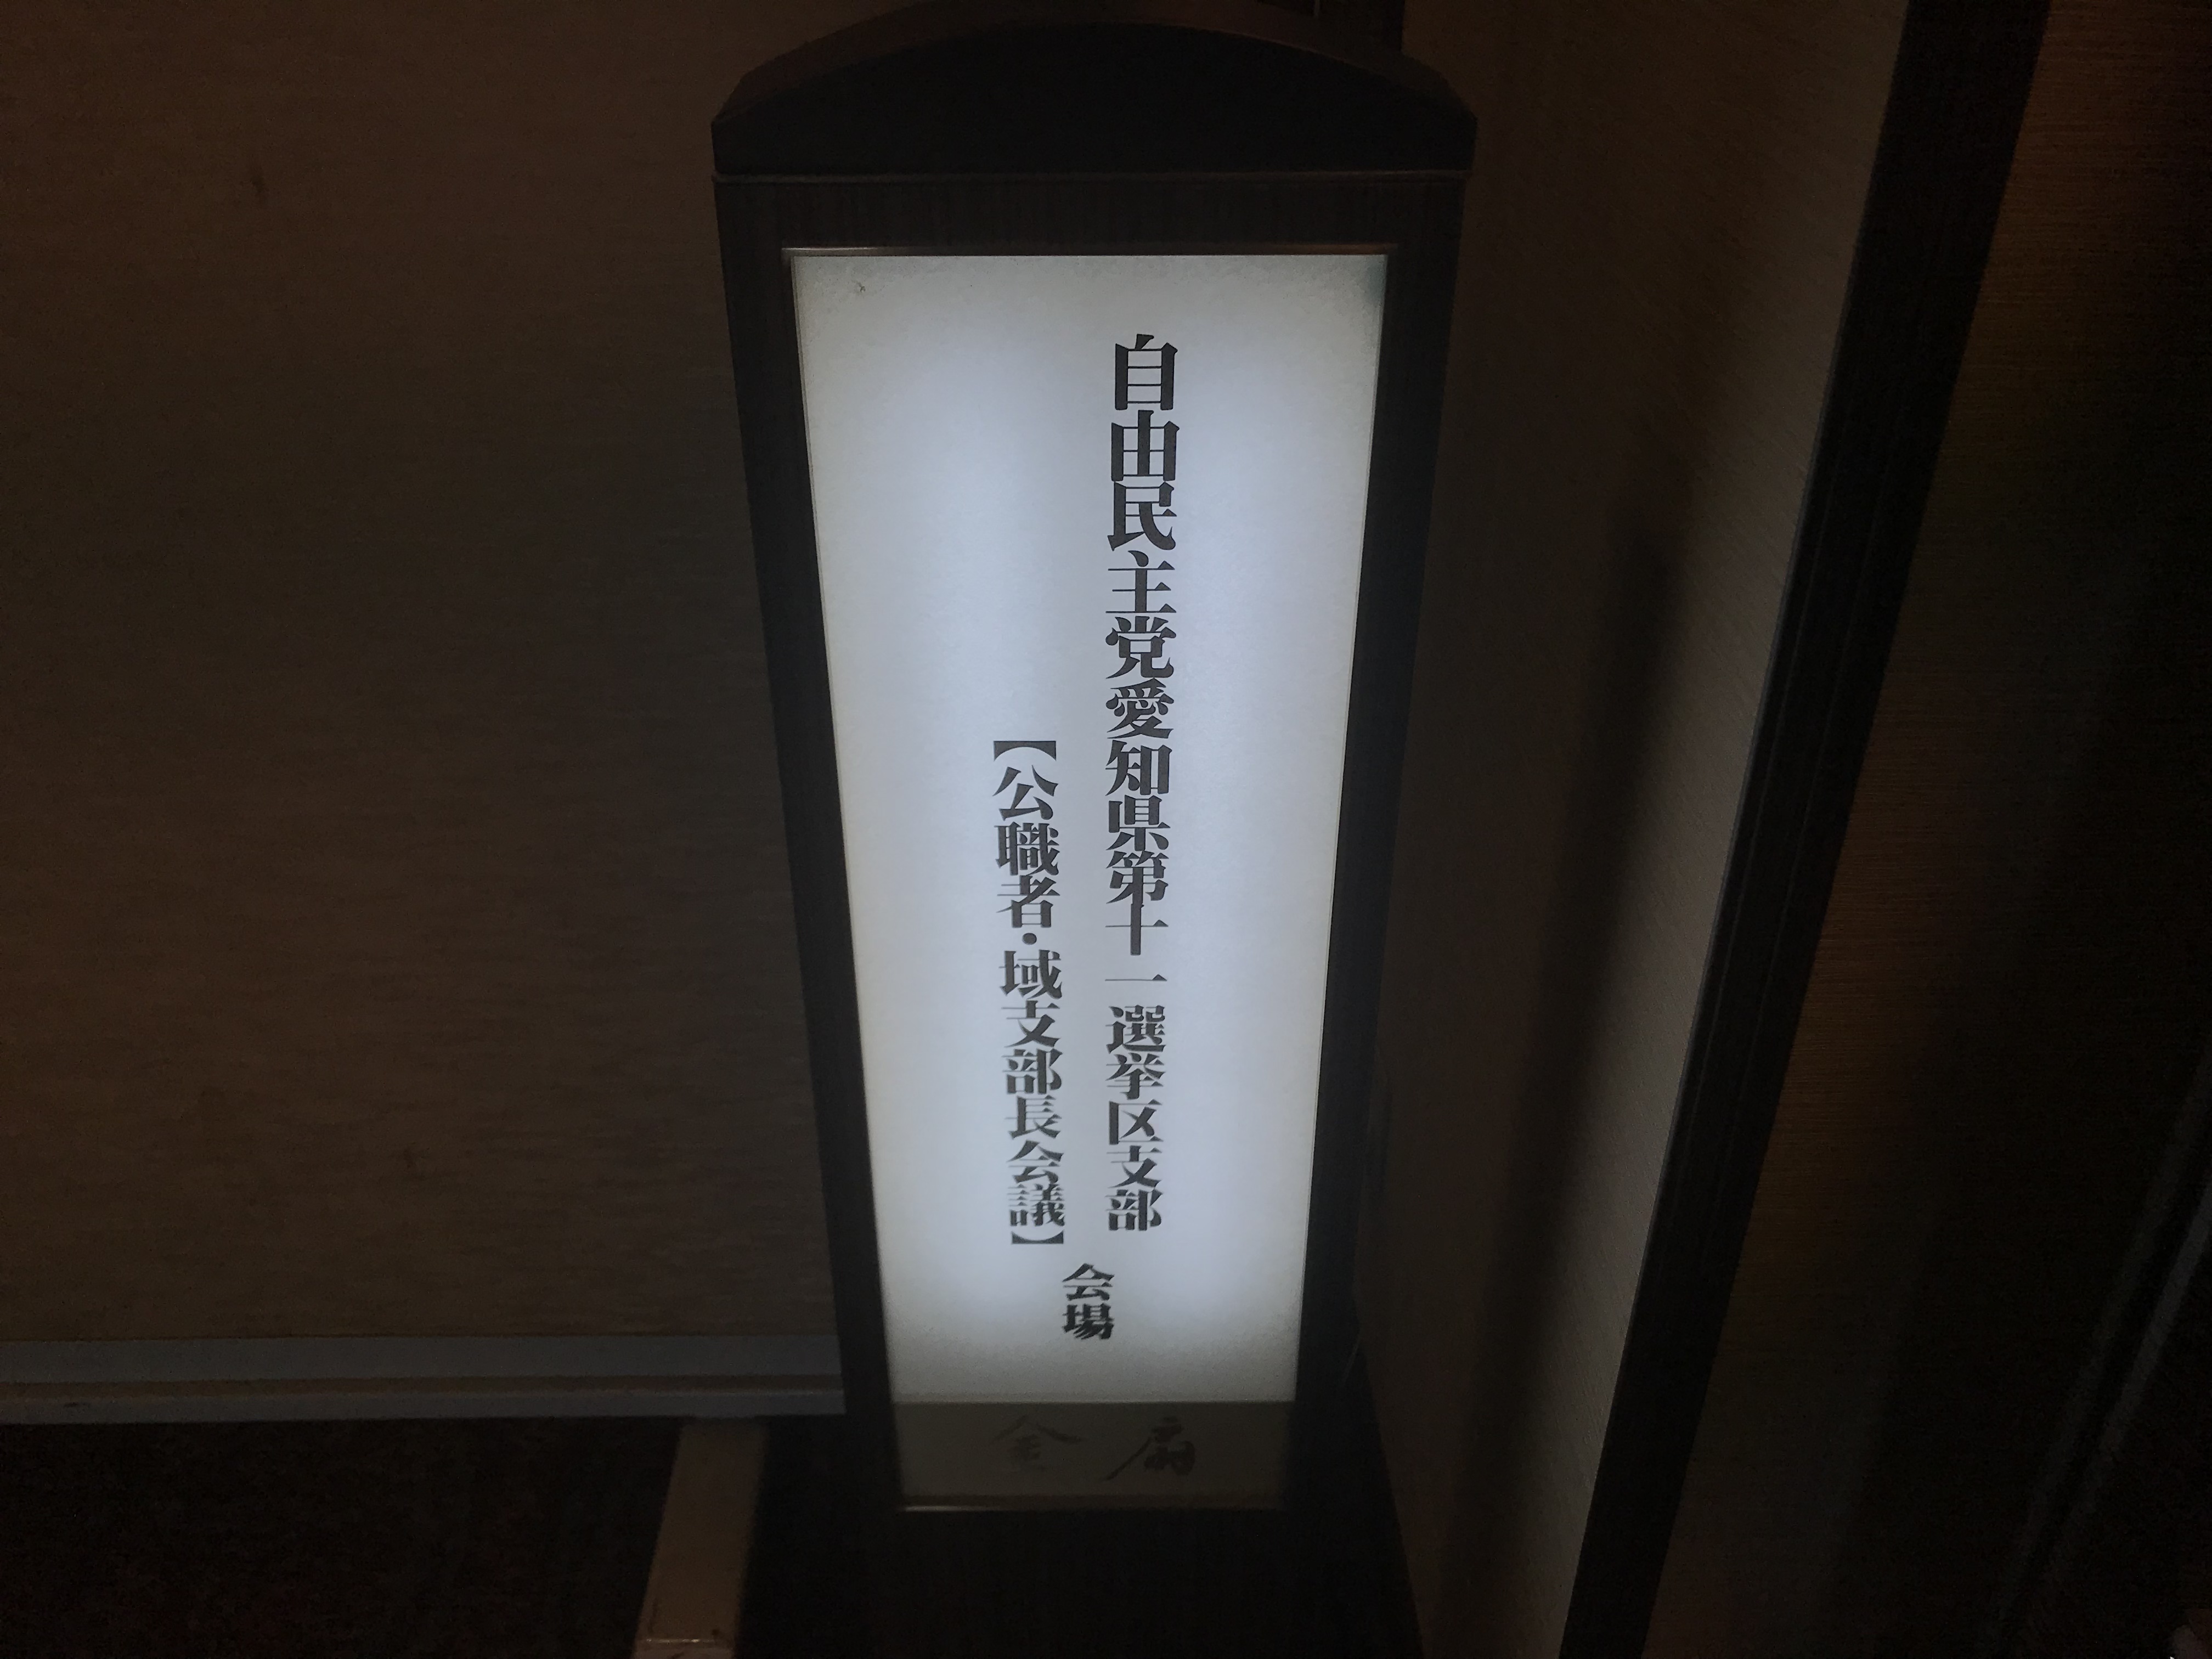 自由民主党愛知県第十一選挙区支部
【公職者・域支部長会議】
会場
金扇